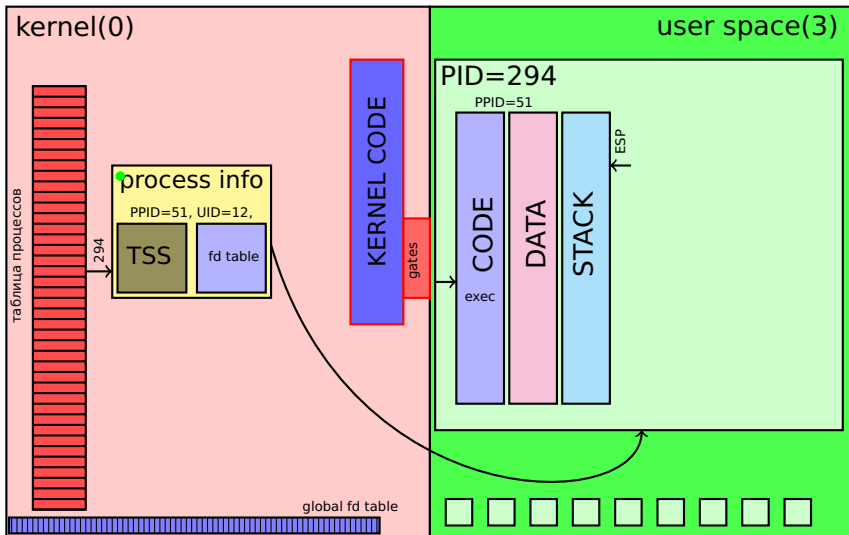 kernel(0)
user space(3)
таблица процессов
294
process info
PPID=51, UID=12,
TSS
fd table
KERNEL CODE
gates
PID=294
PPID=51
CODE
exec
DATA
STACK
ESP
global fd table